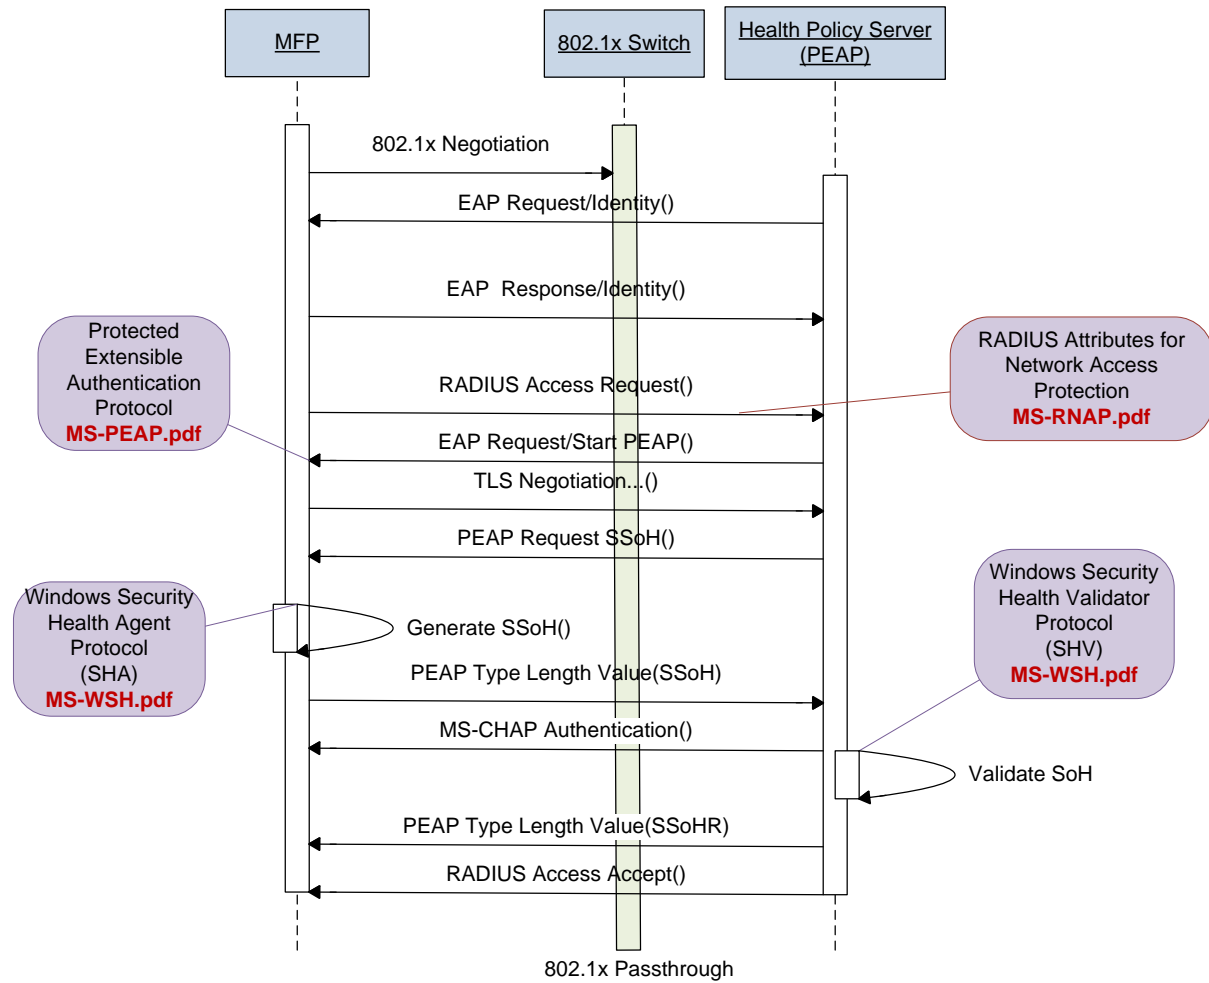 MFP
802.1x Switch
Health Policy Server
(PEAP)
802.1x Negotiation
EAP Request/Identity()
EAP  Response/Identity()
Protected
Extensible
Authentication
Protocol
MS-PEAP.pdf
RADIUS Attributes for
Network Access
Protection
MS-RNAP.pdf
RADIUS Access Request()
EAP Request/Start PEAP()
TLS Negotiation...()
PEAP Request SSoH()
Windows Security
Health Agent
Protocol
(SHA)
MS-WSH.pdf
Generate SSoH()
Windows Security
Health Validator
Protocol
(SHV)
MS-WSH.pdf
PEAP Type Length Value(SSoH)
MS-CHAP Authentication()
Validate SoH
PEAP Type Length Value(SSoHR)
RADIUS Access Accept()
802.1x Passthrough